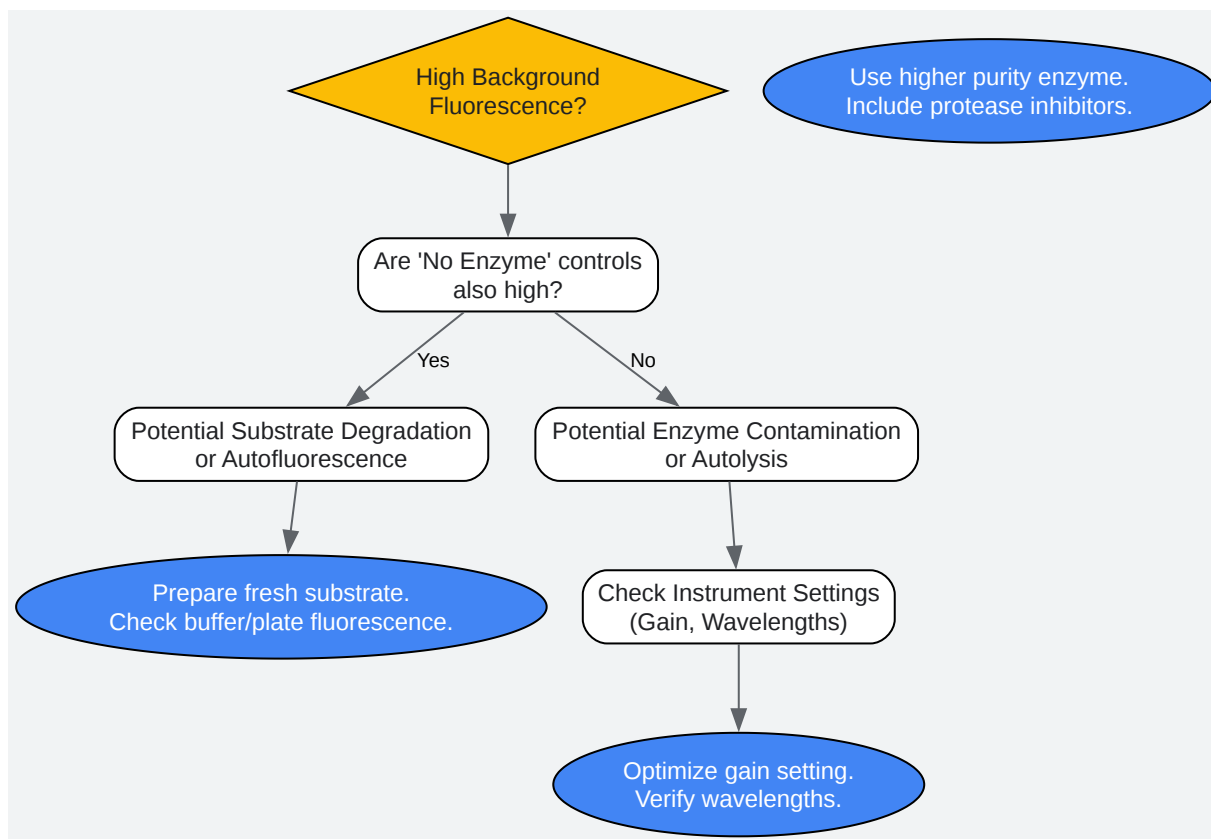 High Background
Fluorescence?
Use higher purity enzyme.
Include protease inhibitors.
Are 'No Enzyme' controls
also high?
Yes
No
Potential Substrate Degradation
or Autofluorescence
Potential Enzyme Contamination
or Autolysis
Prepare fresh substrate.
Check buffer/plate fluorescence.
Check Instrument Settings
(Gain, Wavelengths)
Optimize gain setting.
Verify wavelengths.